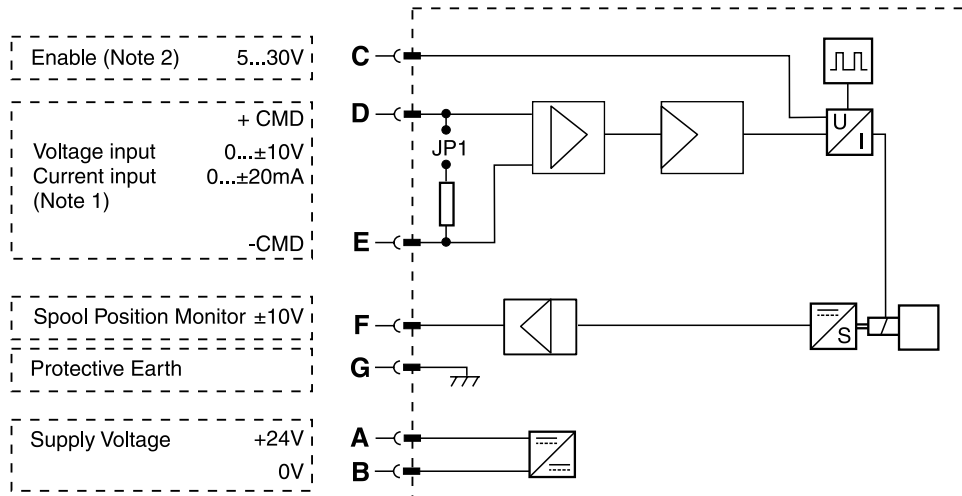 Enable (Note 2) 5...30V C
+ CMD D
Voltage input 0...±10V JP1
Current input 0...±20mA
(Note 1)
-CMD E
U
I
Spool Position Monitor ±10V F
S
Protective Earth G
Supply Voltage +24V A
0V B